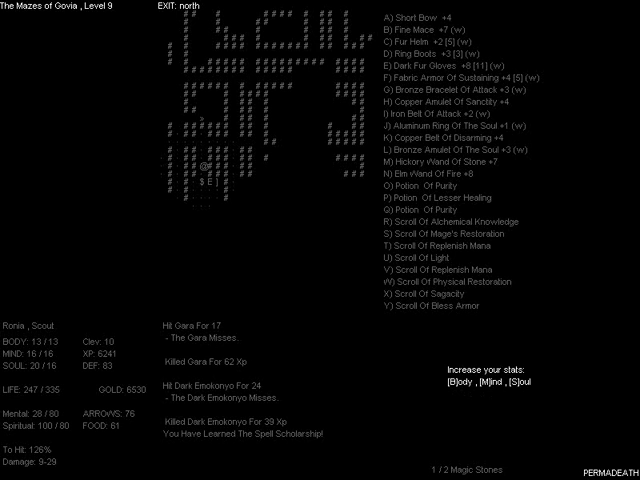 The Mazes of Govia , Level 9
EXIT: north
A) Short Bow +4
B) Fine Mace +7 (w)
C) Fur Helm +2 [5] (w)
D) Ring Boots +3 [3] (w)
E) Dark Fur Gloves +8 [11] (w)
F) Fabric Armor Of Sustaining +4 [5] (w)
G) Bronze Bracelet Of Attack +3 (w)
H) Copper Amulet Of Sanctity +4
I) Iron Belt Of Attack +2 (w)
J) Aluminum Ring Of The Soul +1 (w)
K) Copper Belt Of Disarming +4
L) Bronze Amulet Of The Soul +3 (w)
M) Hickory Wand Of Stone +7
N) Elm Wand Of Fire +8
O) Potion Of Purity
P) Potion Of Lesser Healing
Q) Potion Of Purity
R) Scroll Of Alchemical Knowledge
S) Scroll Of Mage's Restoration
T) Scroll Of Replenish Mana
U) Scroll Of Light
V) Scroll Of Replenish Mana
W) Scroll Of Physical Restoration
X) Scroll Of Sagacity
Y) Scroll Of Bless Armor
Ronia , Scout
BODY: 13 / 13 Clev: 10
MIND: 16 / 16 XP: 6241
SOUL: 20 / 16 DEF: 83
LIFE: 247 / 335 GOLD: 6530
Mental: 28 / 80 ARROWS: 76
Spiritual: 100 / 80 FOOD: 61
To Hit: 126%
Damage: 9-29
Hit Gara For 17
- The Gara Misses.
Killed Gara For 62 Xp
Hit Dark Emokonyo For 24
- The Dark Emokonyo Misses.
Killed Dark Emokonyo For 39 Xp
You Have Learned The Spell Scholarship!
Increase your stats:
[B]ody , [M]ind , [S]oul
1 / 2 Magic Stones
PERMADEATH